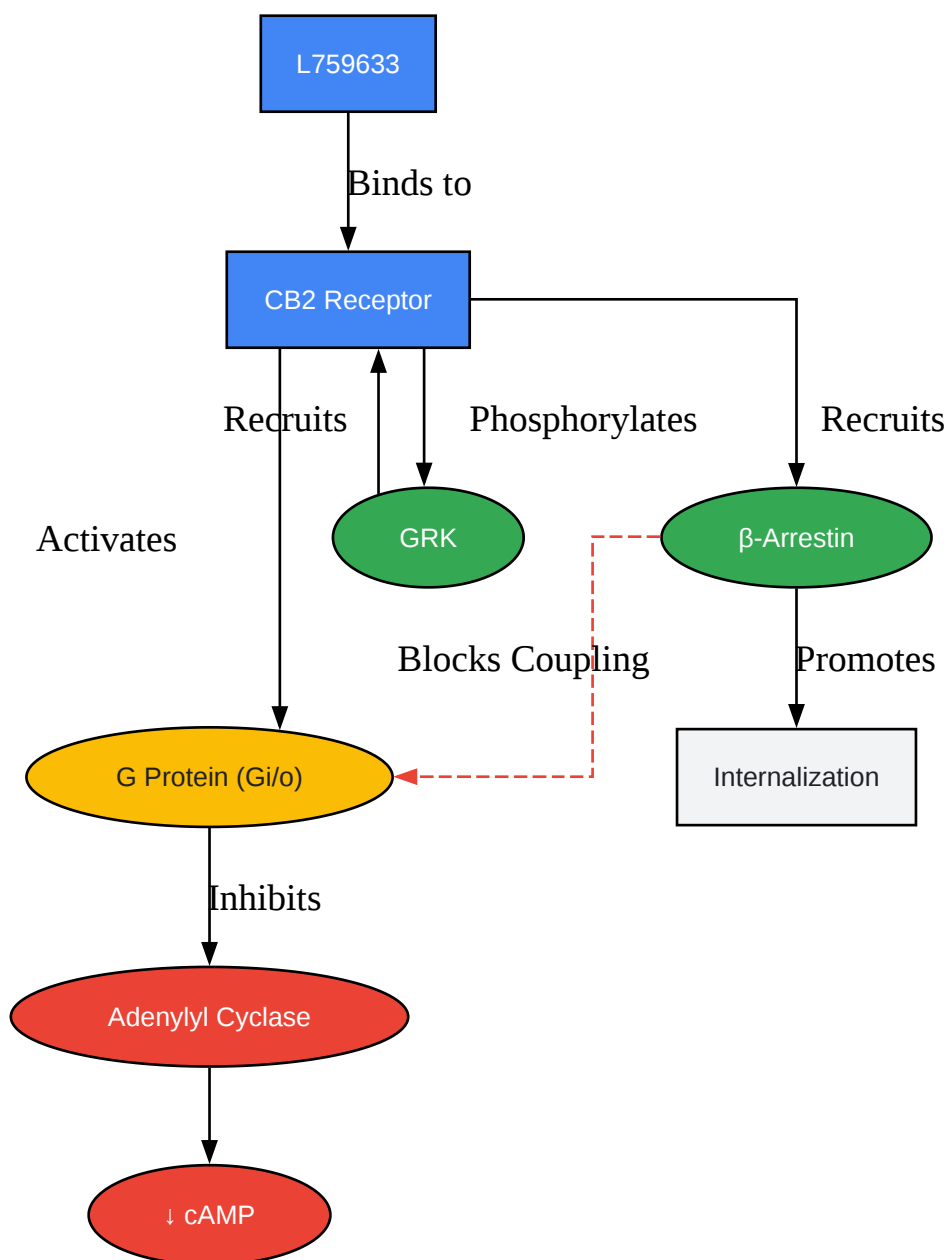 L759633
Binds to
CB2 Receptor
Recruits
Phosphorylates
Recruits
Activates
GRK
β-Arrestin
Blocks Coupling
Promotes
G Protein (Gi/o)
Internalization
Inhibits
Adenylyl Cyclase
↓ cAMP